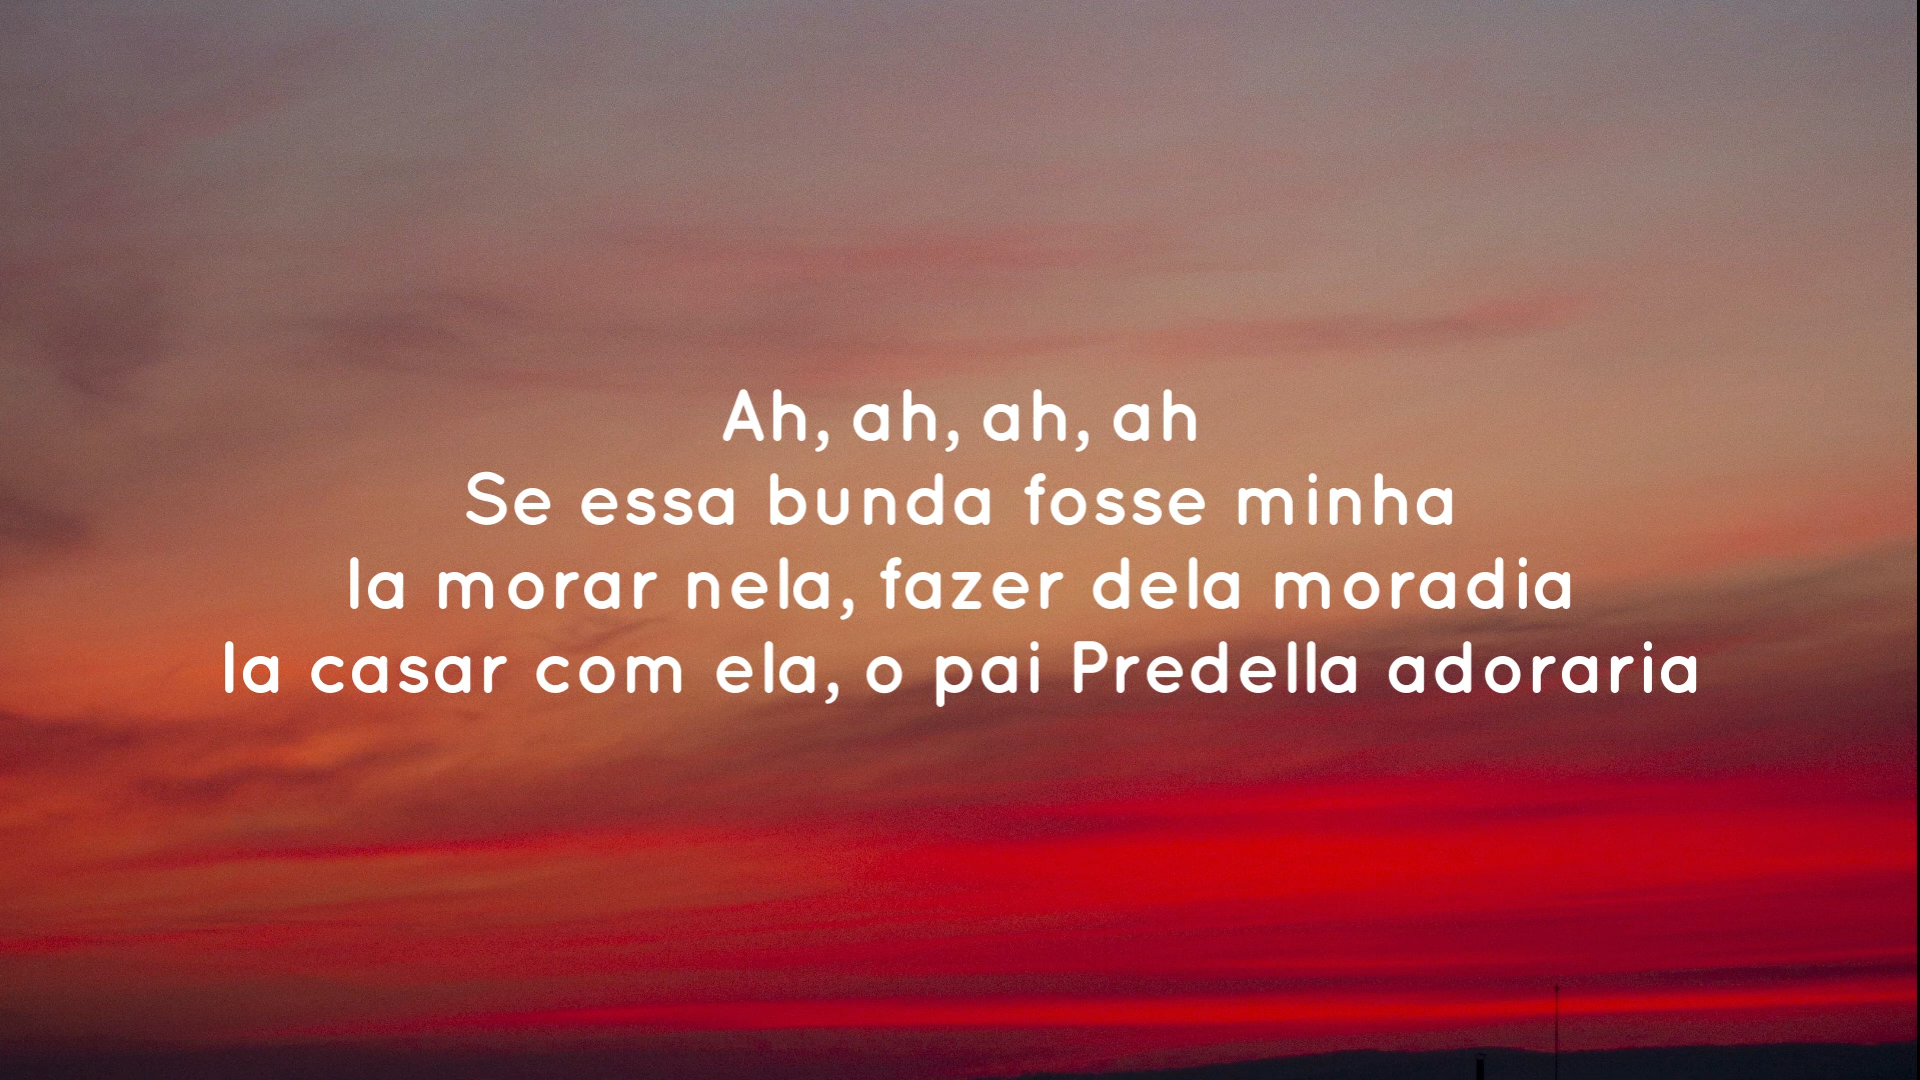 Ah, ah, ah, ah
Se essa bunda fosse minha
Ia morar nela, fazer dela moradia
Ia casar com ela, o pai Predella adoraria